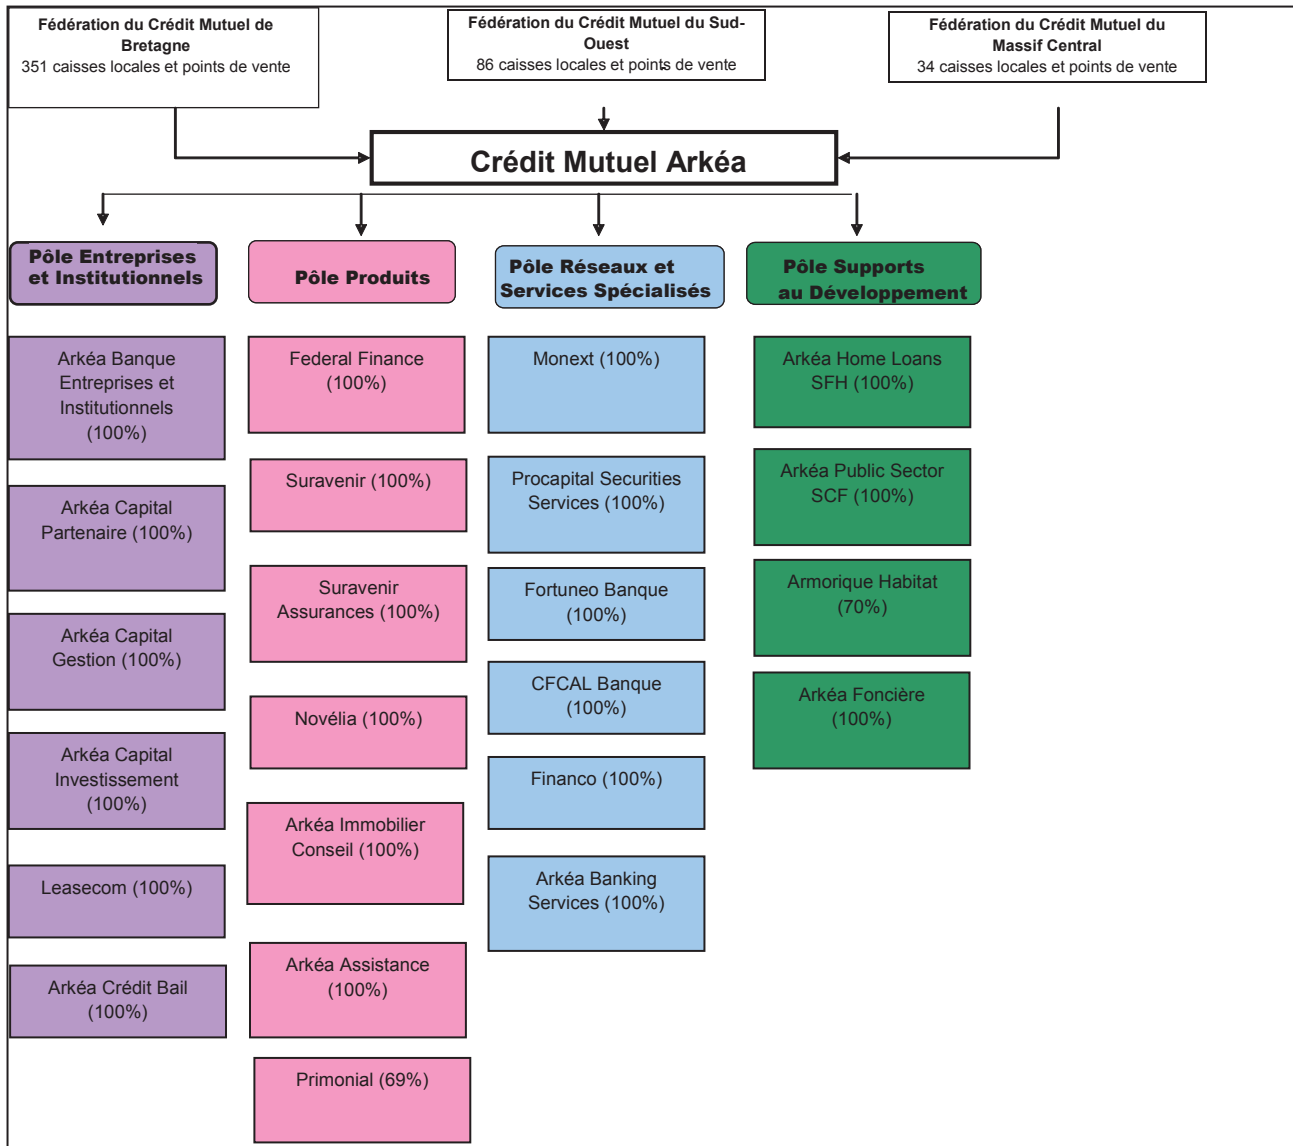 Fédération du Crédit Mutuel de
Bretagne
351 caisses locales et points de vente
Fédération du Crédit Mutuel du Sud-
Ouest
86 caisses locales et points de vente
Fédération du Crédit Mutuel du
Massif Central
34 caisses locales et points de vente
Crédit Mutuel Arkéa
Pôle Entreprises
et Institutionnels
Arkéa Banque
Entreprises et
Institutionnels
(100%)
Arkéa Capital
Partenaire (100%)
Arkéa Capital
Gestion (100%)
Arkéa Capital
Investissement
(100%)
Leasecom (100%)
Arkéa Crédit Bail
(100%)
Pôle Produits
Federal Finance
(100%)
Suravenir (100%)
Suravenir
Assurances (100%)
Novélia (100%)
Arkéa Immobilier
Conseil (100%)
Arkéa Assistance
(100%)
Primonial (69%)
Pôle Réseaux et
Services Spécialisés
Monext (100%)
Procapital Securities
Services (100%)
Fortuneo Banque
(100%)
CFCAL Banque
(100%)
Financo (100%)
Arkéa Banking
Services (100%)
Pôle Supports
au Développement
Arkéa Home Loans
SFH (100%)
Arkéa Public Sector
SCF (100%)
Armorique Habitat
(70%)
Arkéa Foncière
(100%)